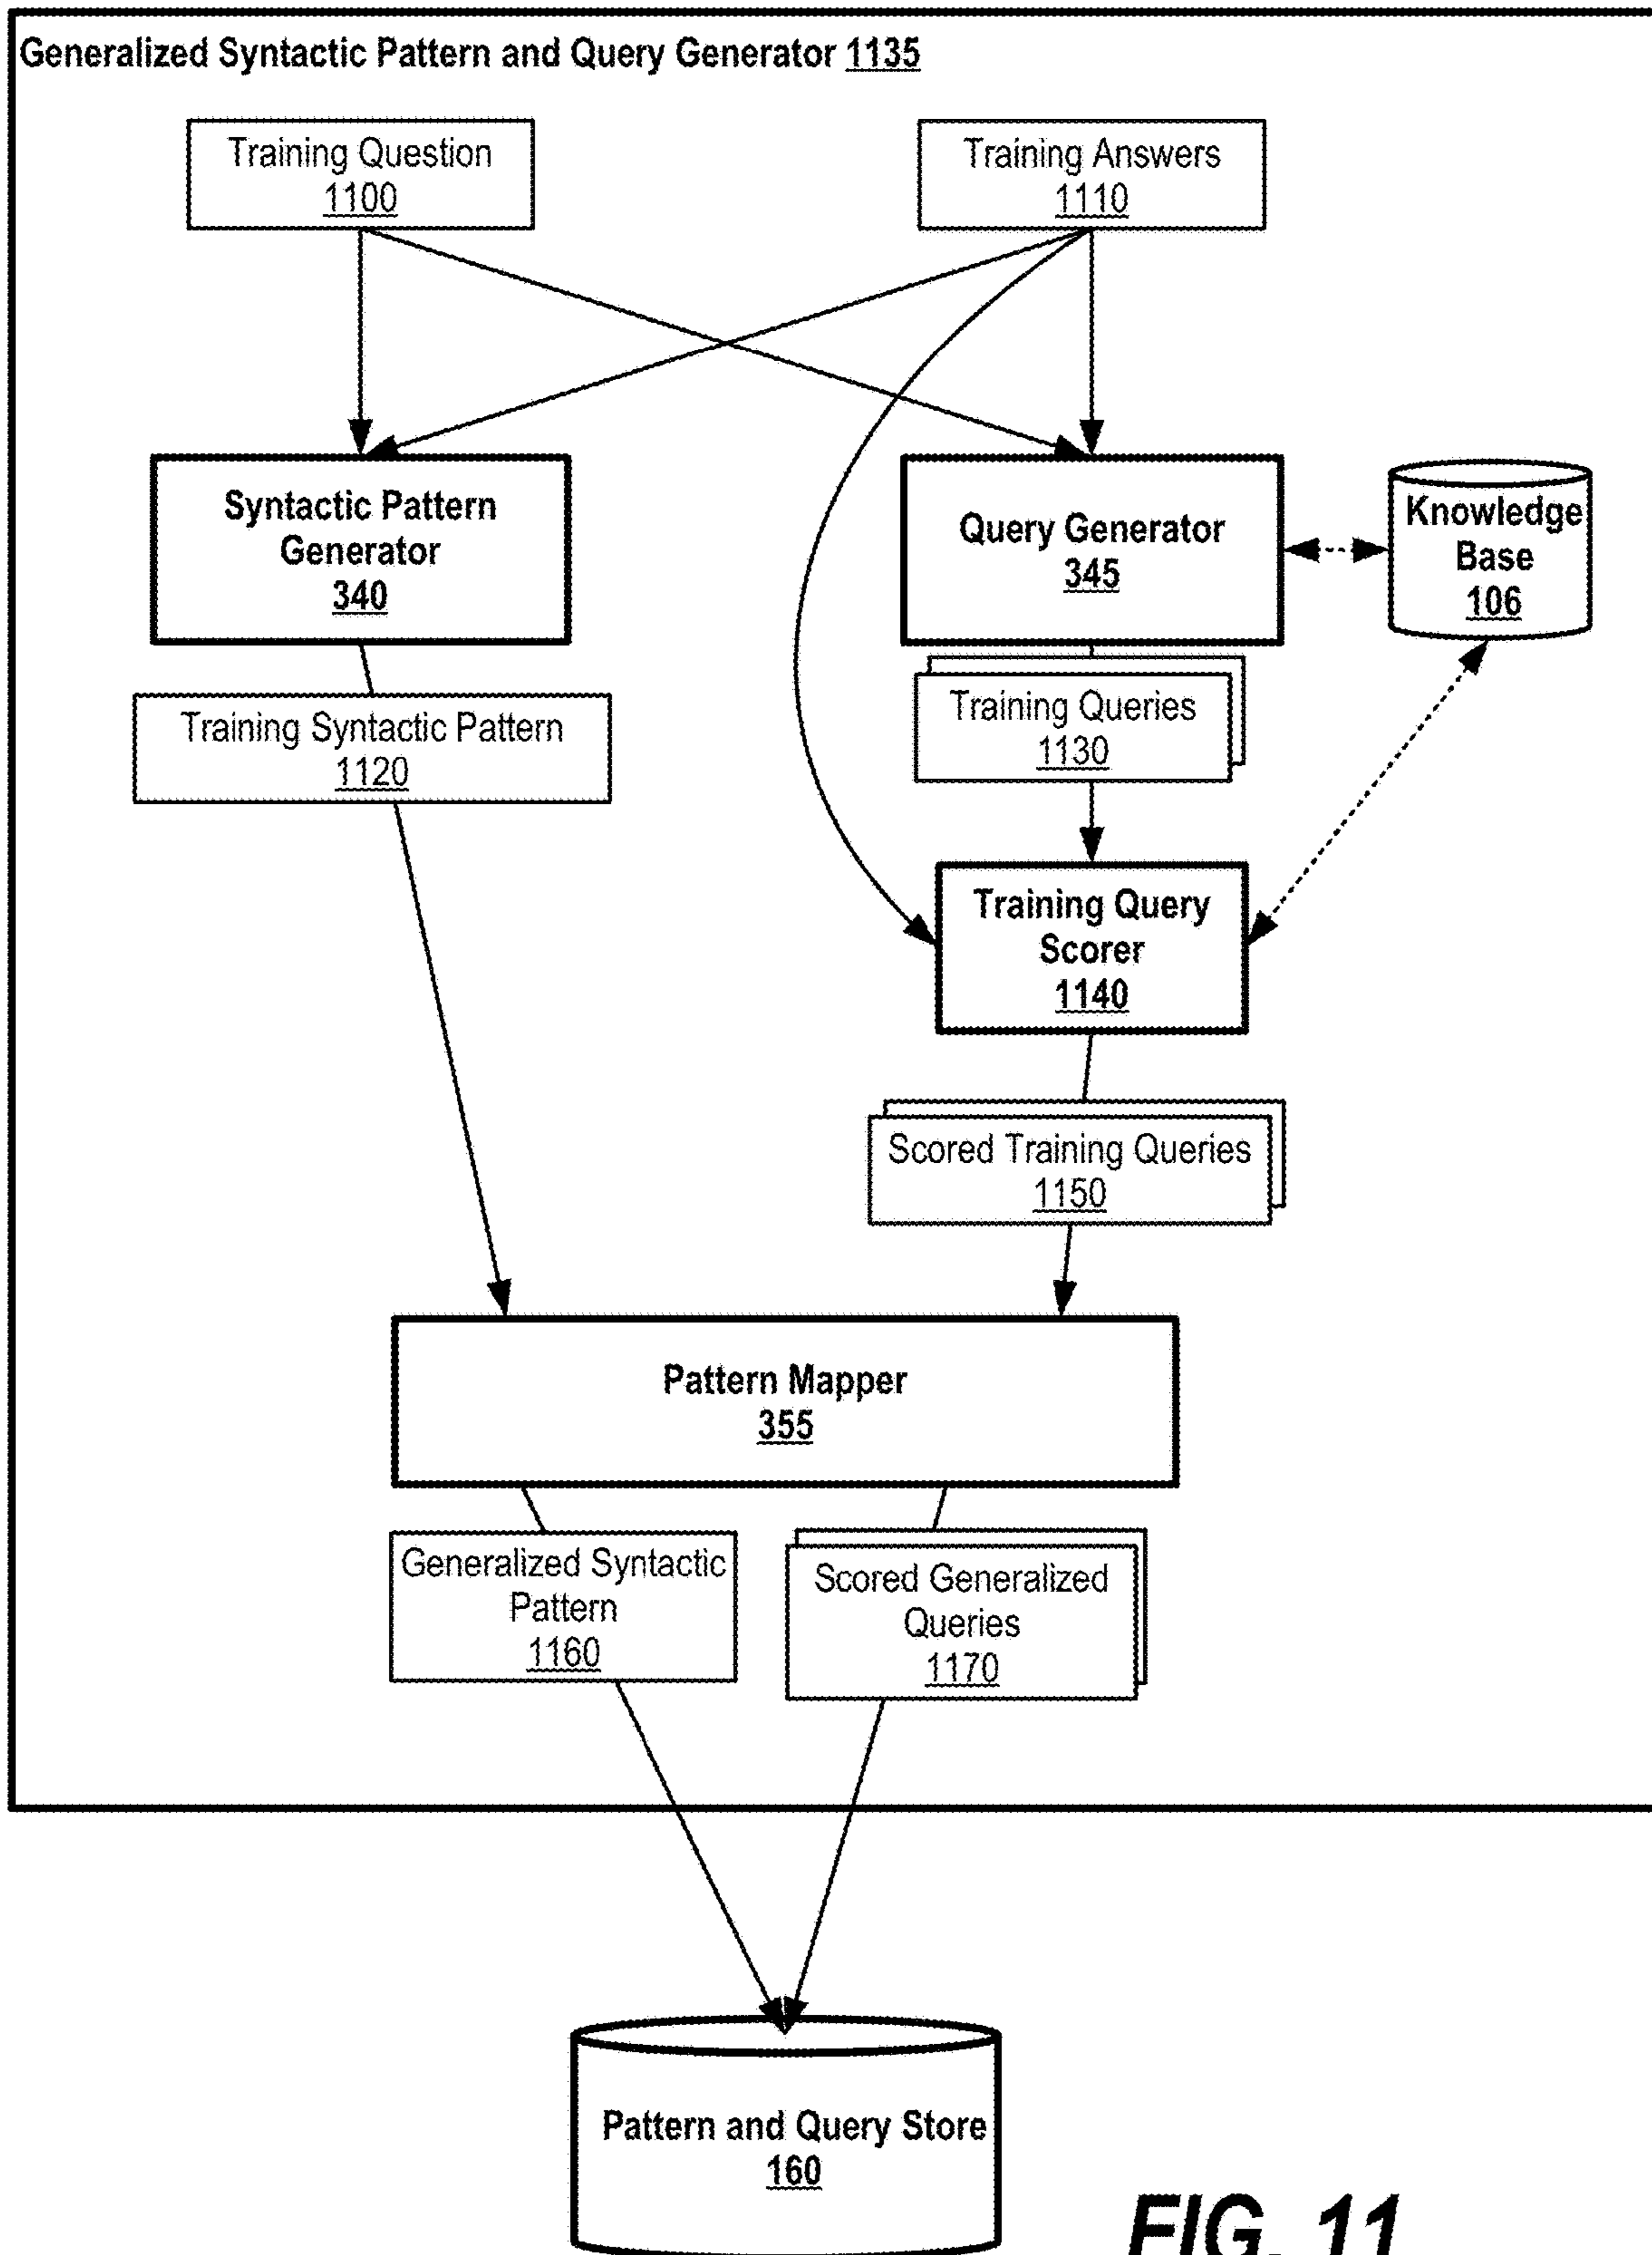 Generalized Syntactic Pattern and Query Generator 1135
Training Question
1100
Training Answers
1110
Syntactic Pattern
Generator
340
Query Generator
345
Knowledge
Base
106
Training Syntactic Pattern
1120
Training Queries
1130
Training Query
Scorer
1140
Scored Training Queries
1150
Pattern Mapper
355
Generalized Syntactic
Pattern
1160
Scored Generalized
Queries
1170
Pattern and Query Store
160
FIG. 11